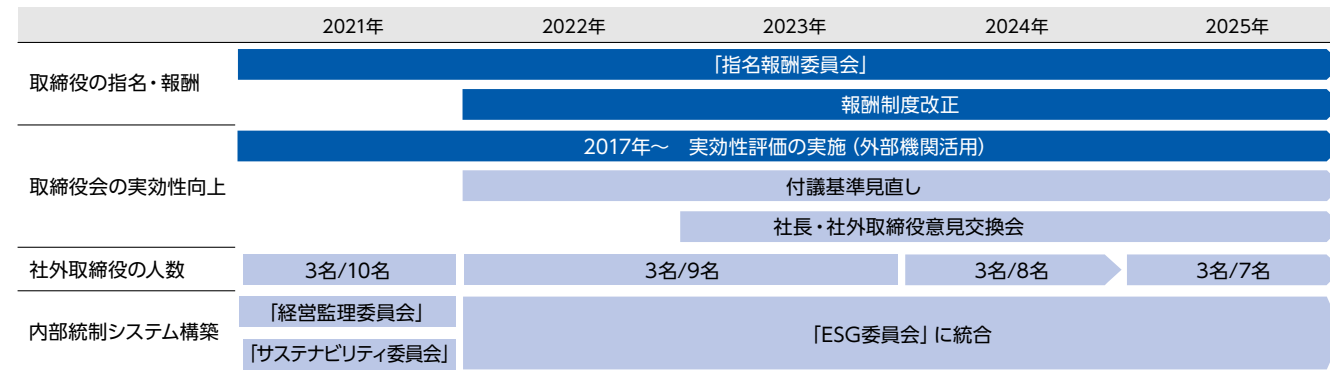 2021年 2022年 2023年 2024年 2025年
取締役の指名・報酬
「指名報酬委員会」
報酬制度改正
取締役会の実効性向上
2017年～　実効性評価の実施（外部機関活用）
付議基準見直し
社長・社外取締役意見交換会
社外取締役の人数 3名/10名 3名/9名 3名/8名 3名/7名
内部統制システム構築
「経営監理委員会」
「サステナビリティ委員会」
「ESG委員会」に統合